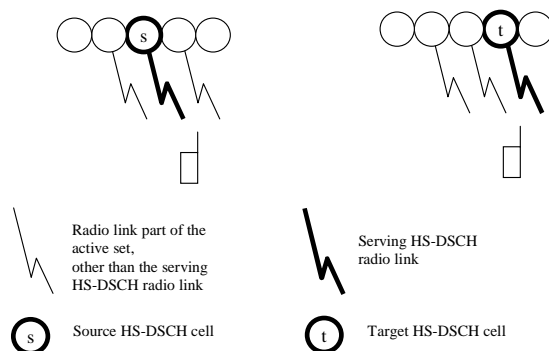 s
t
Radio link part of the
active set,
other than the serving
HS-DSCH radio link
Serving HS-DSCH
radio link
s
Source HS-DSCH cell
t
Target HS-DSCH cell